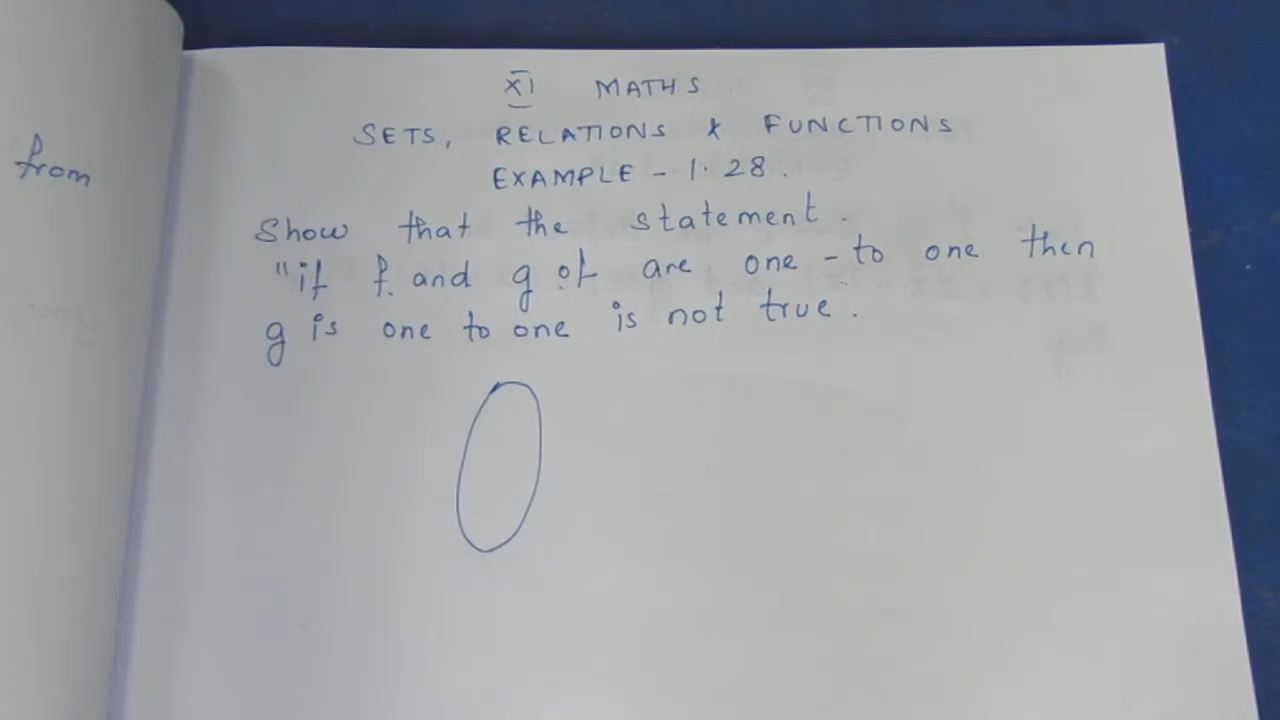 from
XI MATHS
SETS, RELATIONS & FUNCTIONS
EXAMPLE - 1.28.
Show that the statement.
"if f and g of are one - to one then
g is one to one is not true.